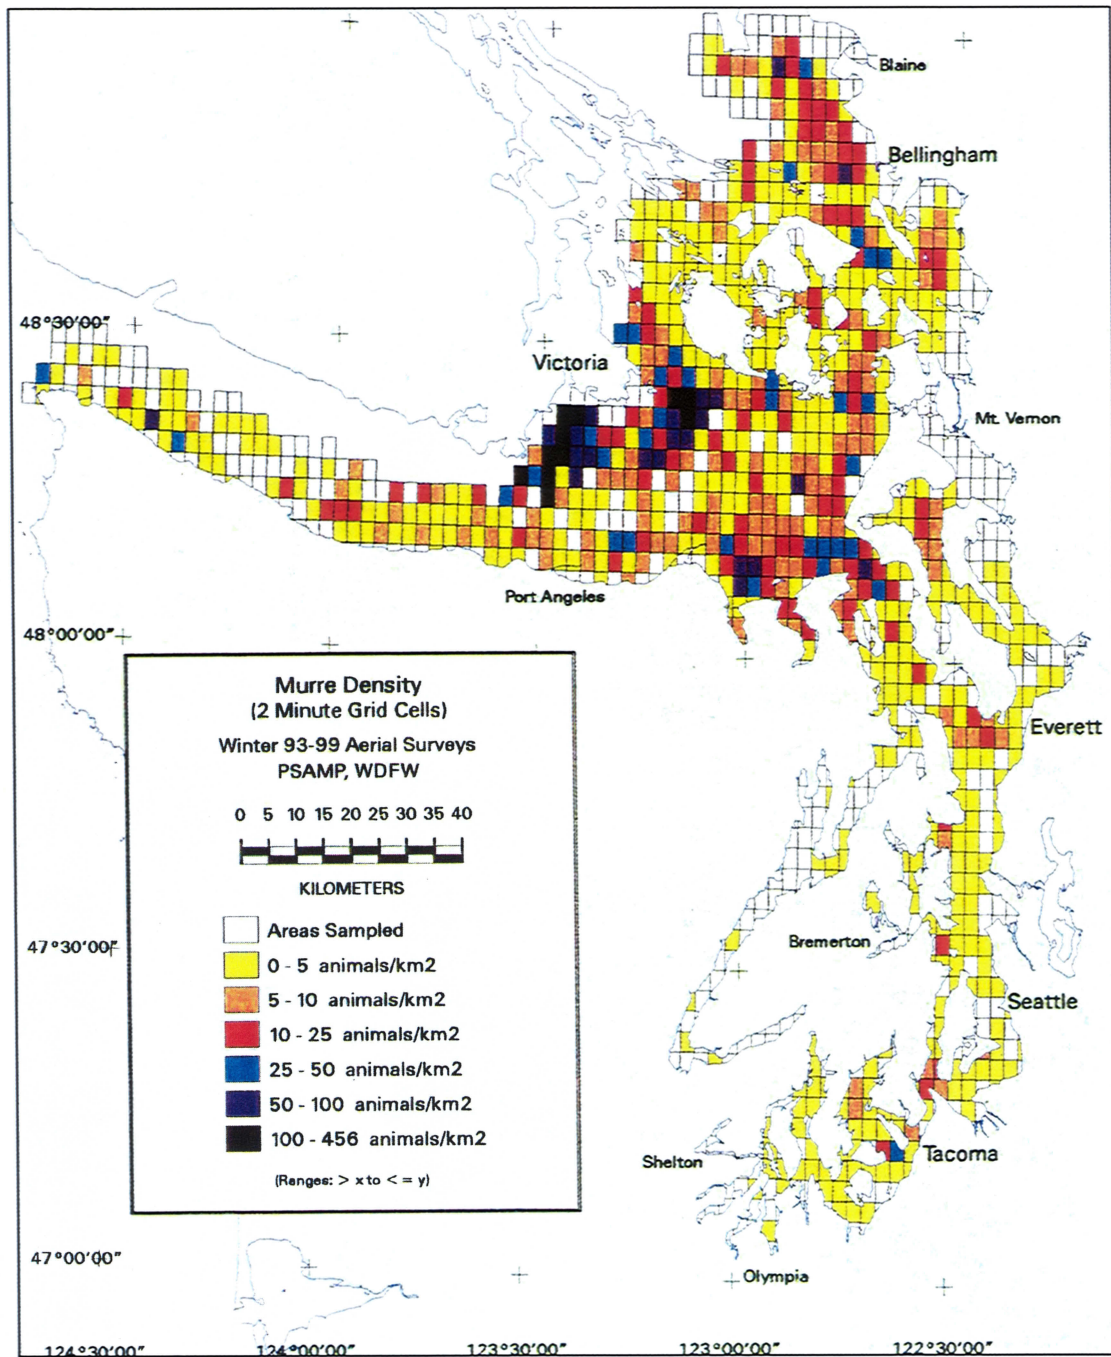 Blaine
Bellingham
48°30'00"
Victoria
Mt. Vernon
Port Angeles
48°00'00"
Murre Density
(2 Minute Grid Cells)
Winter 93-99 Aerial Surveys
PSAMP, WDFW
0 5 10 15 20 25 30 35 40
KILOMETERS
Areas Sampled
0 - 5 animals/km2
5 - 10 animals/km2
10 - 25 animals/km2
25 - 50 animals/km2
50 - 100 animals/km2
100 - 456 animals/km2
(Ranges: > x to < = y)
Everett
47°30'00"
Bremerton
Seattle
Shelton
Tacoma
47°00'00"
Olympia
124°30'00" 124°00'00" 123°30'00" 123°00'00" 122°30'00"